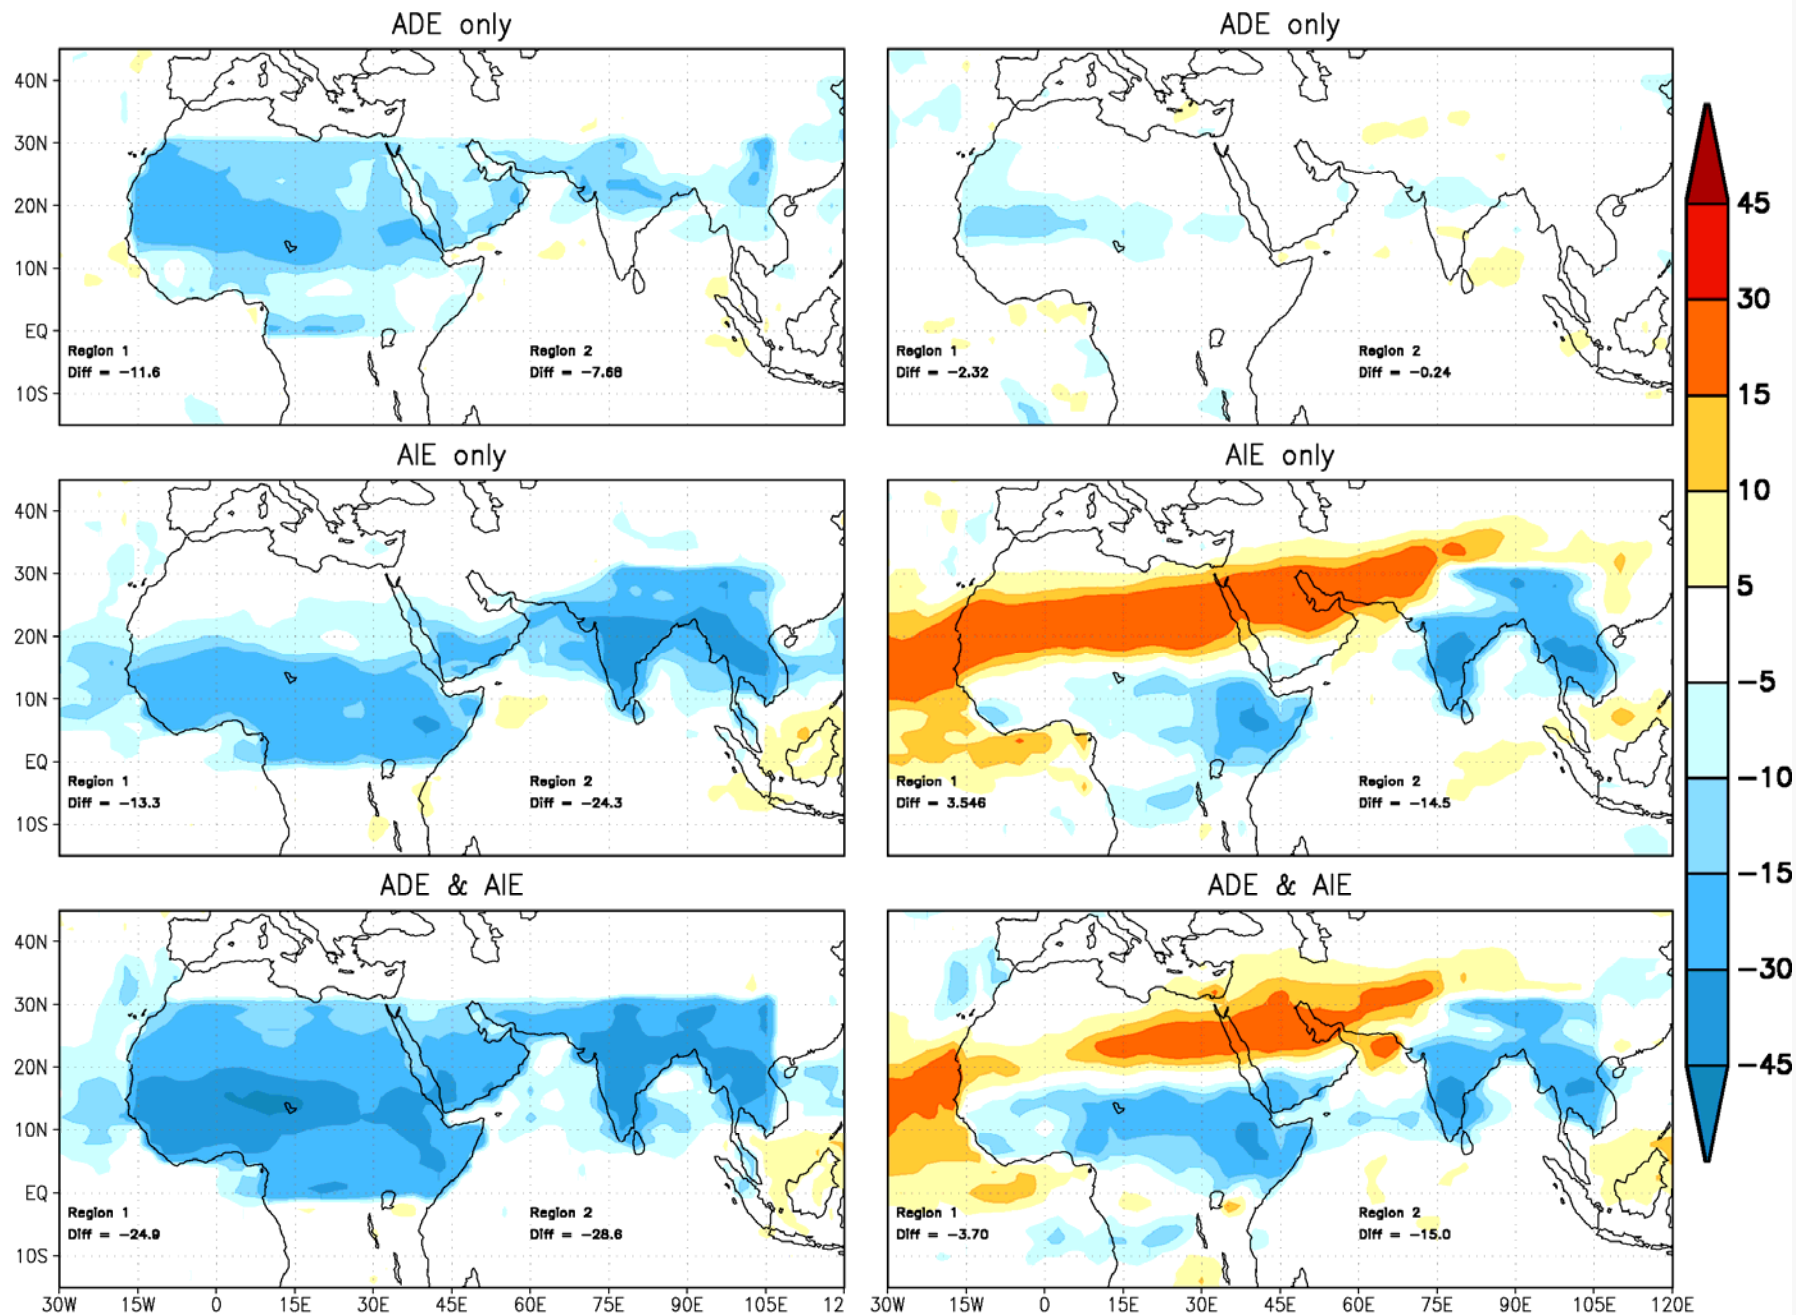 ADE only
ADE only
40N
30N
20N
10N
EQ
10S
Region 1
Diff = -11.6
Region 2
Diff = -7.68
Region 1
Diff = -2.32
Region 2
Diff = -0.24
AIE only
AIE only
40N
30N
20N
10N
EQ
10S
Region 1
Diff = -13.3
Region 2
Diff = -24.3
Region 1
Diff = 3.546
Region 2
Diff = -14.5
ADE & AIE
ADE & AIE
40N
30N
20N
10N
EQ
10S
Region 1
Diff = -24.9
Region 2
Diff = -28.6
Region 1
Diff = -3.70
Region 2
Diff = -15.0
30W 15W 0 15E 30E 45E 60E 75E 90E 105E 12
30W 15W 0 15E 30E 45E 60E 75E 90E 105E 120E
45
30
15
10
5
-5
-10
-15
-30
-45